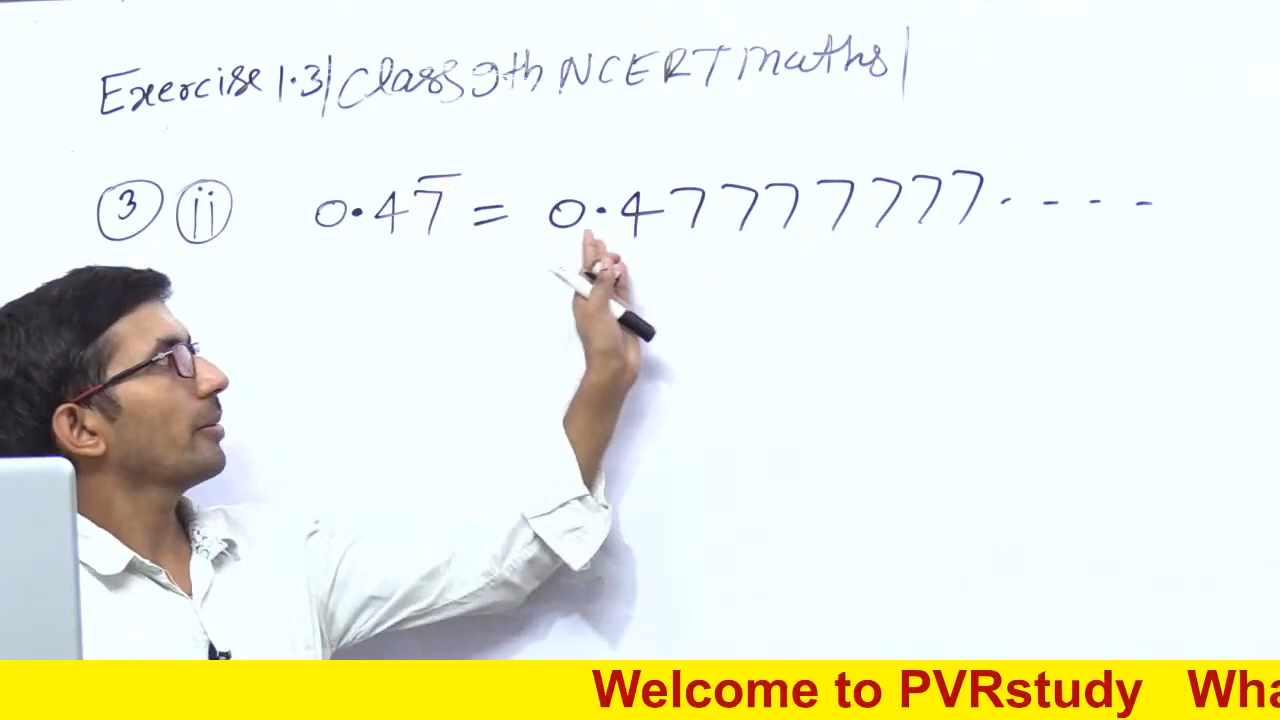 Exercise 1.3| Class 9th NCERT maths|
3 ii 0.47̅ = 0.47777777.----
Welcome to PVRstudy Wha